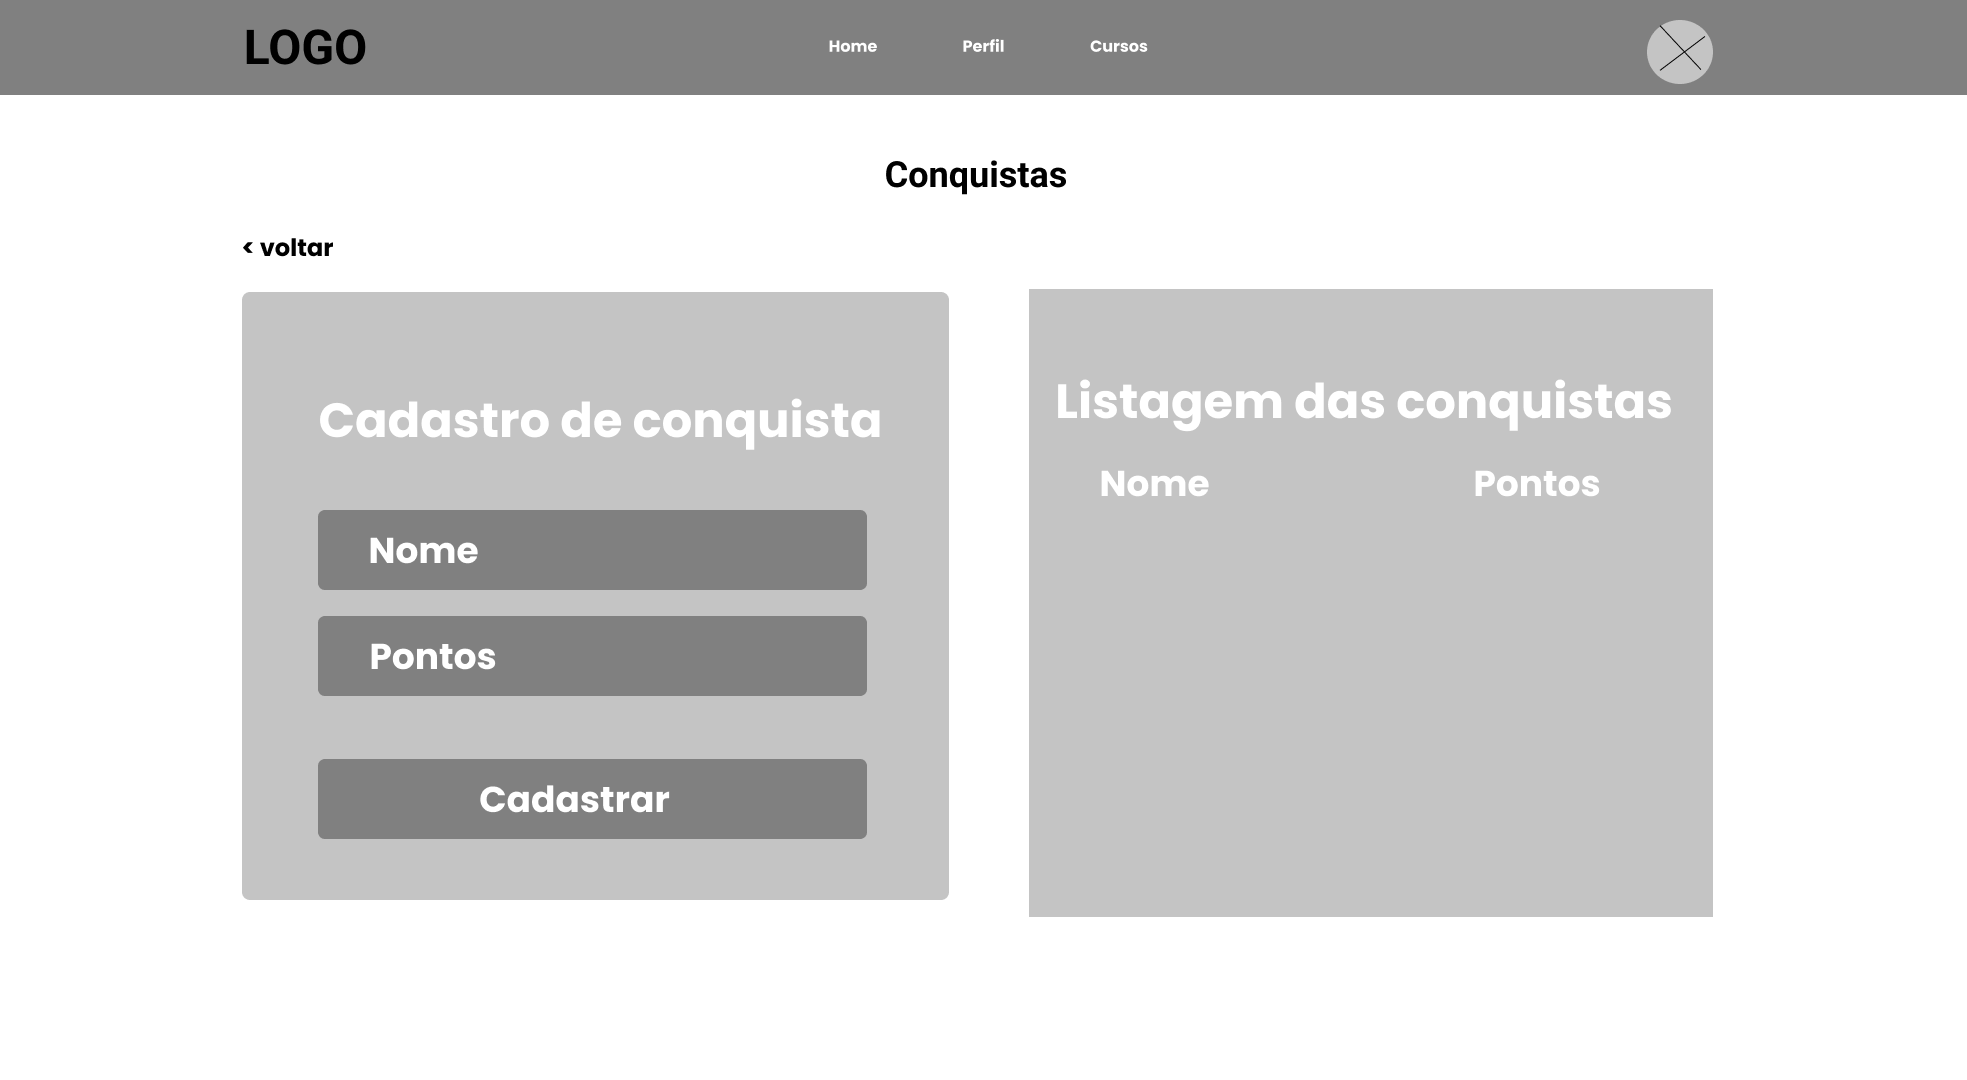 LOGO
Home
Perfil
Cursos
Conquistas
< voltar
Cadastro de conquista
Nome
Pontos
Cadastrar
Listagem das conquistas
Nome
Pontos